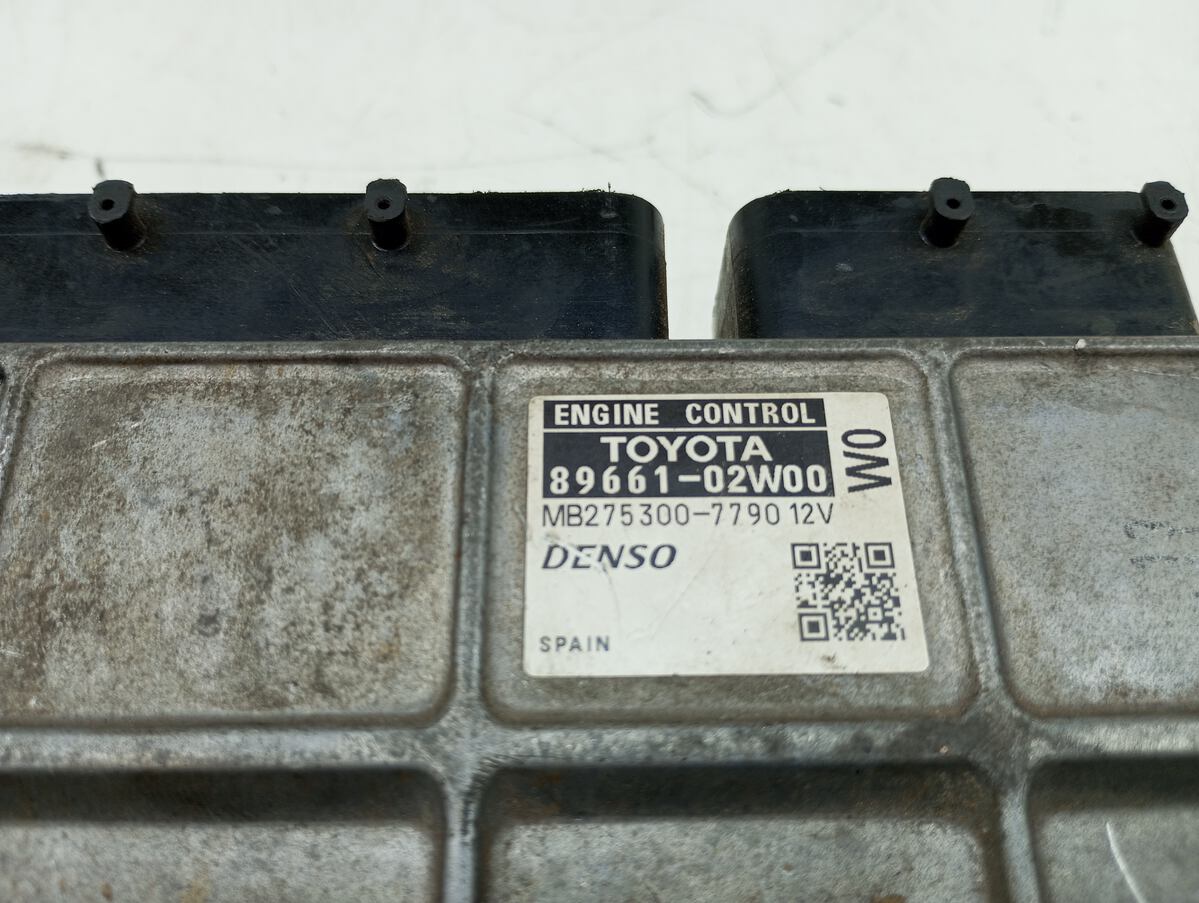 ENGINE CONTROL
TOYOTA
89661-02W00
W0
MB275300-7790 12V
DENSO
SPAIN